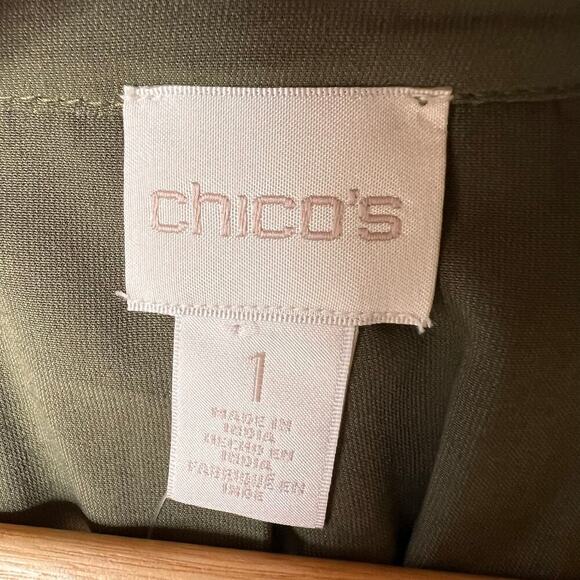 chico's
1
MADE IN
INDIA
HECHO EN
INDIA
FABRIQUÉ EN
INDE